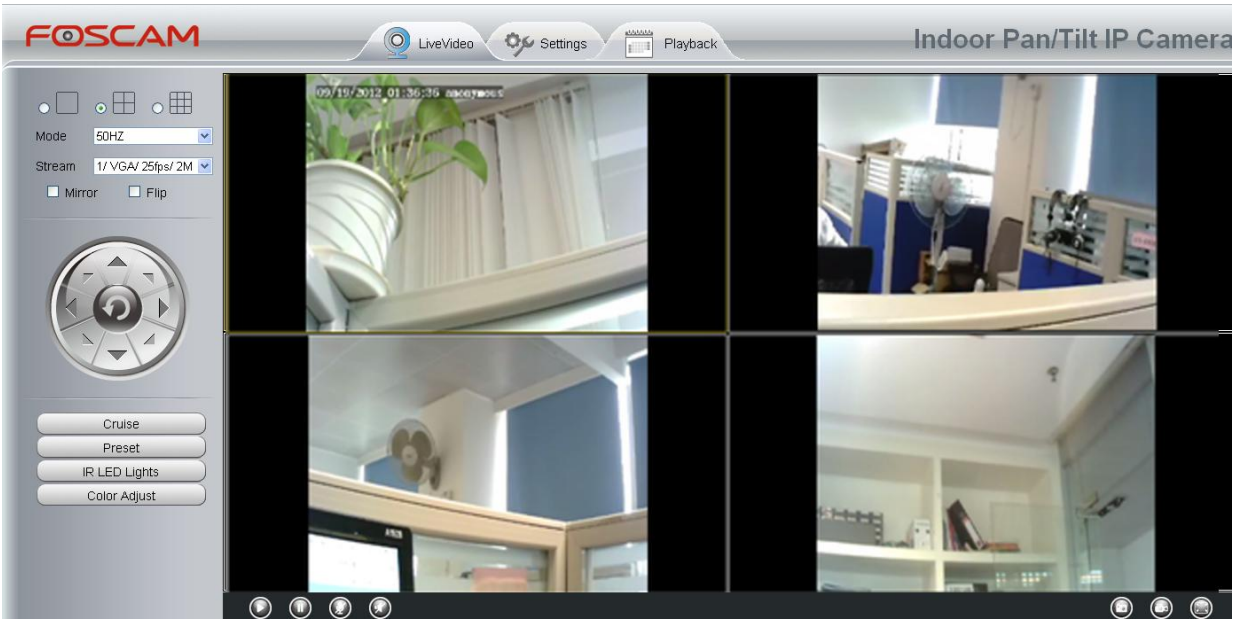 FOSCAM
LiveVideo
Settings
Playback
Indoor Pan/Tilt IP Camera
Mode 50HZ
Stream 1/ VGA/ 25fps/ 2M
Mirror Flip
Cruise
Preset
IR LED Lights
Color Adjust
09/19/2012 01:36:36 anonymous